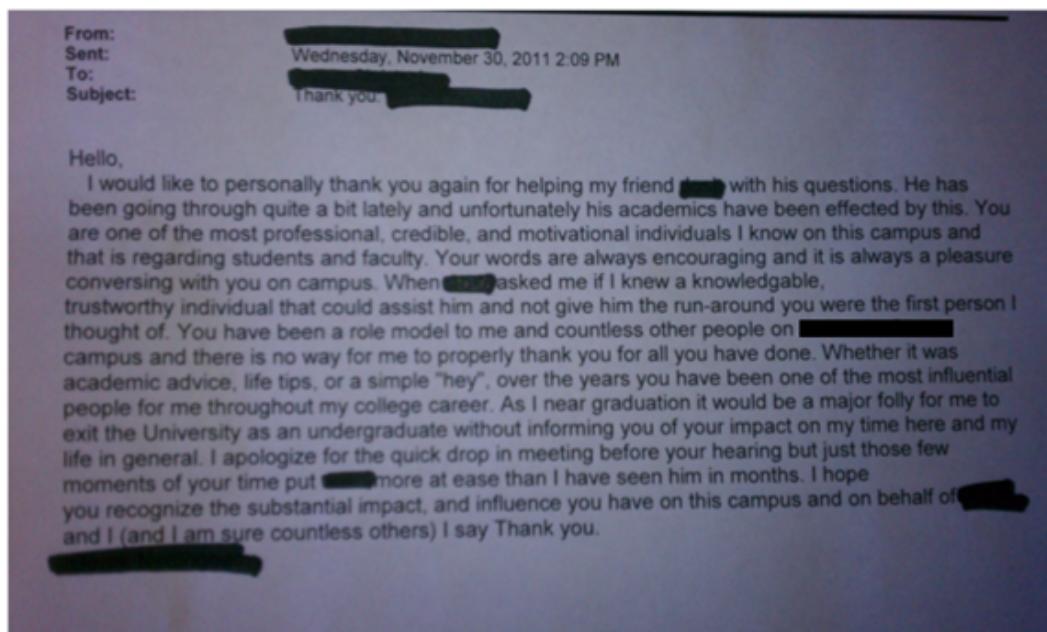 From:
Sent: Wednesday, November 30, 2011 2:09 PM
To:
Subject: Thank you.
Hello,
I would like to personally thank you again for helping my friend with his questions. He has
been going through quite a bit lately and unfortunately his academics have been effected by this. You
are one of the most professional, credible, and motivational individuals I know on this campus and
that is regarding students and faculty. Your words are always encouraging and it is always a pleasure
conversing with you on campus. When asked me if I knew a knowledgable,
trustworthy individual that could assist him and not give him the run-around you were the first person I
thought of. You have been a role model to me and countless other people on
campus and there is no way for me to properly thank you for all you have done. Whether it was
academic advice, life tips, or a simple "hey", over the years you have been one of the most influential
people for me throughout my college career. As I near graduation it would be a major folly for me to
exit the University as an undergraduate without informing you of your impact on my time here and my
life in general. I apologize for the quick drop in meeting before your hearing but just those few
moments of your time put more at ease than I have seen him in months. I hope
you recognize the substantial impact, and influence you have on this campus and on behalf of
and I (and I am sure countless others) I say Thank you.